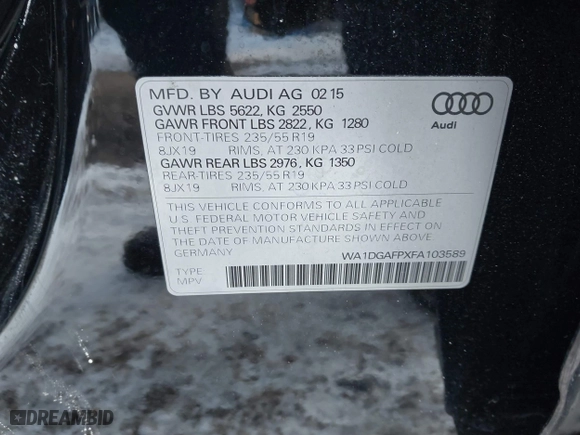 MFD. BY AUDI AG 02 15
GVWR LBS 5622, KG 2550
GAWR FRONT LBS 2822, KG 1280
FRONT-TIRES 235/55 R19
8JX19 RIMS, AT 230 KPA 33 PSI COLD
GAWR REAR LBS 2976, KG 1350
REAR-TIRES 235/55 R19
8JX19 RIMS, AT 230 KPA 33 PSI COLD
Audi
THIS VEHICLE CONFORMS TO ALL APPLICABLE
U.S. FEDERAL MOTOR VEHICLE SAFETY AND
THEFT PREVENTION STANDARDS IN EFFECT ON
THE DATE OF MANUFACTURE SHOWN ABOVE
GERMANY
WA1DGAFPXFA103589
TYPE:
MPV
DREAMBID